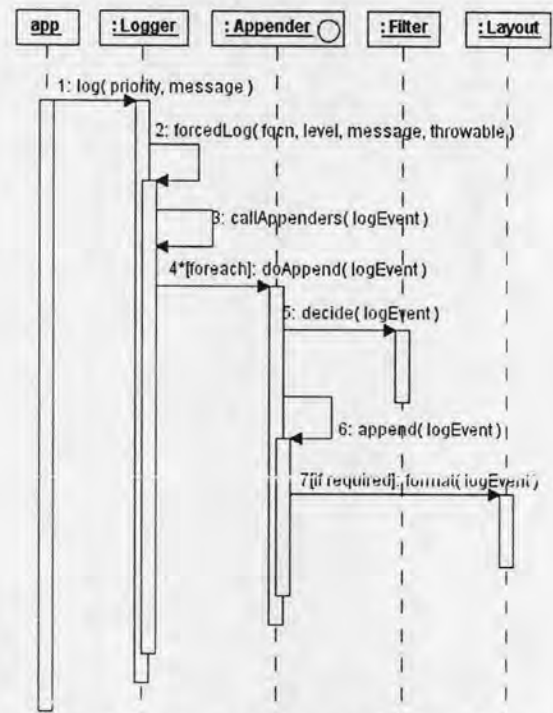 app
:Logger
:Appender
:Filter
:Layout
1: log( priority, message )
2: forcedLog( fqcn, level, message, throwable )
3: callAppenders( logEvent )
4*[foreach]: doAppend( logEvent )
5: decide( logEvent )
6: append( logEvent )
7[if required]: format( logEvent )